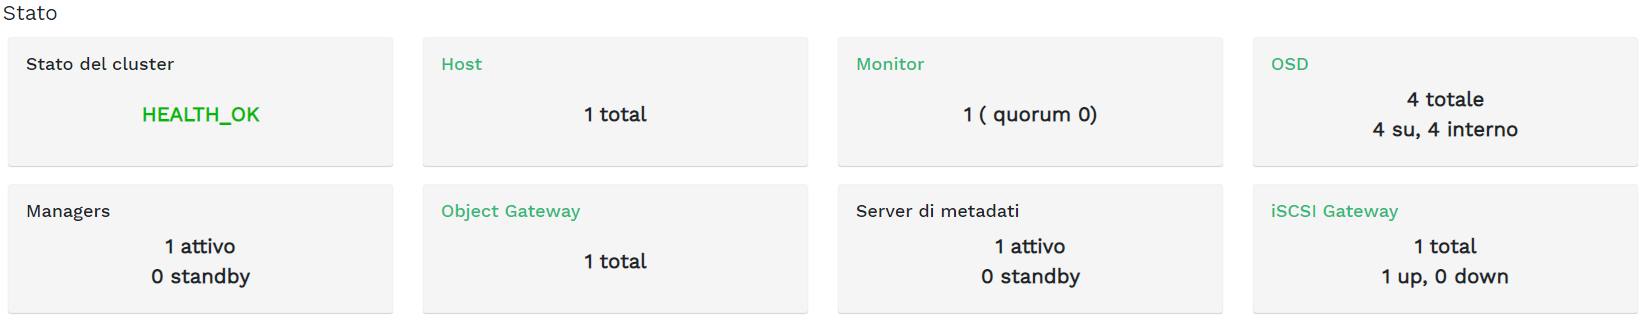 Stato
Stato del cluster
HEALTH_OK
Host
1 total
Monitor
1 ( quorum 0)
OSD
4 totale
4 su, 4 interno
Managers
1 attivo
0 standby
Object Gateway
1 total
Server di metadati
1 attivo
0 standby
iSCSI Gateway
1 total
1 up, 0 down